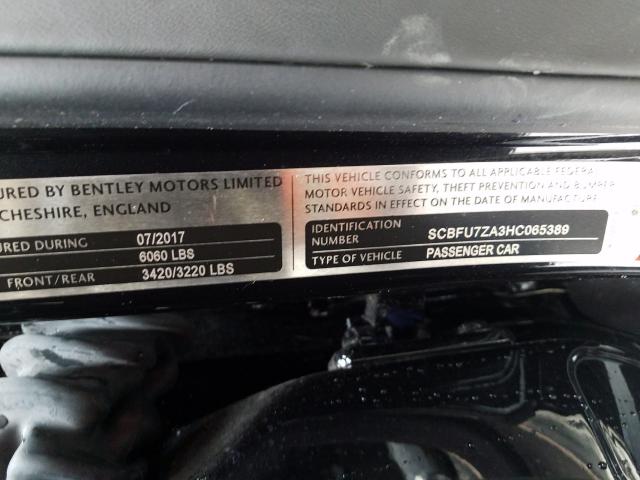 URED BY BENTLEY MOTORS LIMITED
CHESHIRE, ENGLAND
URED DURING 07/2017
6060 LBS
FRONT/REAR 3420/3220 LBS
THIS VEHICLE CONFORMS TO ALL APPLICABLE FEDERA
MOTOR VEHICLE SAFETY, THEFT PREVENTION AND BUMPER
STANDARDS IN EFFECT ON THE DATE OF MANUFACTURE
IDENTIFICATION NUMBER SCBFU7ZA3HC065389
TYPE OF VEHICLE PASSENGER CAR